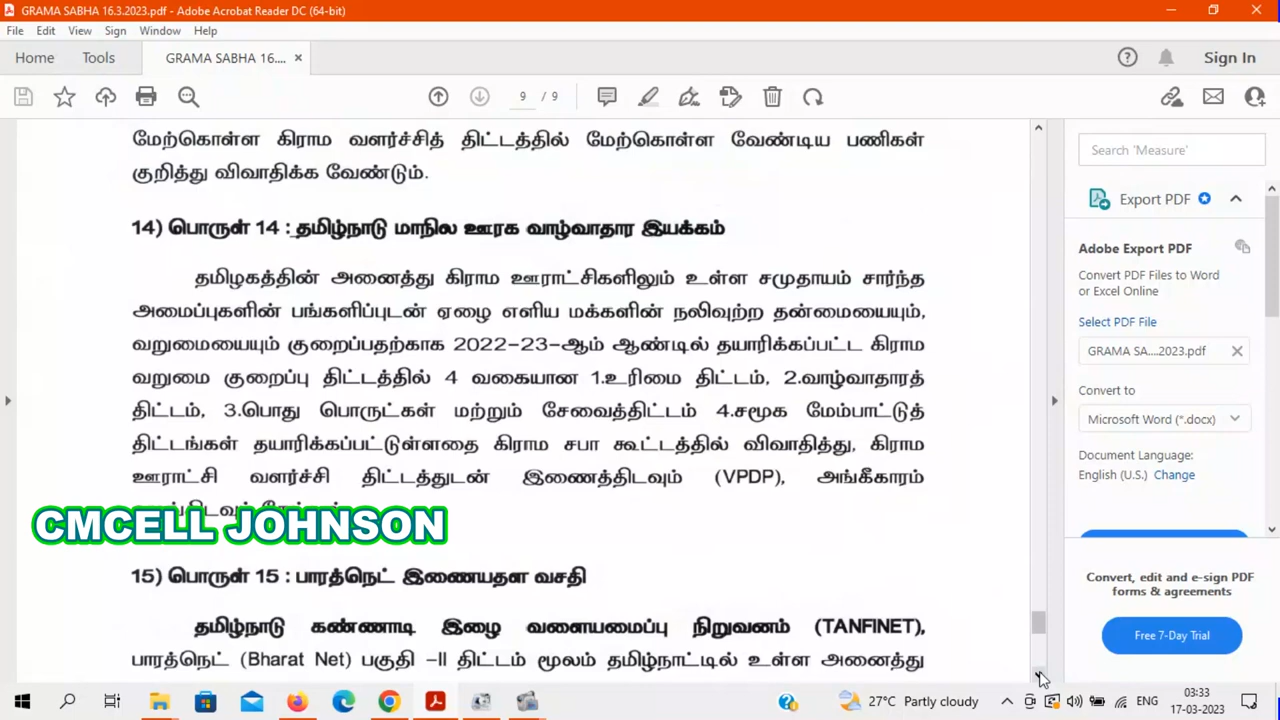 GRAMA SABHA 16.3.2023.pdf - Adobe Acrobat Reader DC (64-bit)
File Edit View Sign Window Help
Home Tools GRAMA SABHA 16.... × Sign In
9 / 9
மேற்கொள்ள கிராம வளர்ச்சித் திட்டத்தில் மேற்கொள்ள வேண்டிய பணிகள்
குறித்து விவாதிக்க வேண்டும்.
14) பொருள் 14 : தமிழ்நாடு மாநில ஊரக வாழ்வாதார இயக்கம்
தமிழகத்தின் அனைத்து கிராம ஊராட்சிகளிலும் உள்ள சமுதாயம் சார்ந்த
அமைப்புகளின் பங்களிப்புடன் ஏழை எளிய மக்களின் நலிவுற்ற தன்மையையும்,
வறுமையையும் குறைப்பதற்காக 2022-23-ஆம் ஆண்டில் தயாரிக்கப்பட்ட கிராம
வறுமை குறைப்பு திட்டத்தில் 4 வகையான 1.உரிமை திட்டம், 2.வாழ்வாதாரத்
திட்டம், 3.பொது பொருட்கள் மற்றும் சேவைத்திட்டம் 4.சமூக மேம்பாட்டுத்
திட்டங்கள் தயாரிக்கப்பட்டுள்ளதை கிராம சபா கூட்டத்தில் விவாதித்து, கிராம
ஊராட்சி வளர்ச்சி திட்டத்துடன் இணைத்திடவும் (VPDP), அங்கீகாரம்
CMCELL JOHNSON
15) பொருள் 15 : பாரத்நெட் இணையதள வசதி
தமிழ்நாடு கண்ணாடி இழை வளையமைப்பு நிறுவனம் (TANFINET),
பாரத்நெட் (Bharat Net) பகுதி -II திட்டம் மூலம் தமிழ்நாட்டில் உள்ள அனைத்து
Search 'Measure'
Export PDF
Adobe Export PDF
Convert PDF Files to Word
or Excel Online
Select PDF File
GRAMA SA....2023.pdf
Convert to
Microsoft Word (*.docx)
Document Language:
English (U.S.) Change
Convert, edit and e-sign PDF
forms & agreements
Free 7-Day Trial
27°C Partly cloudy ENG 03:33
17-03-2023